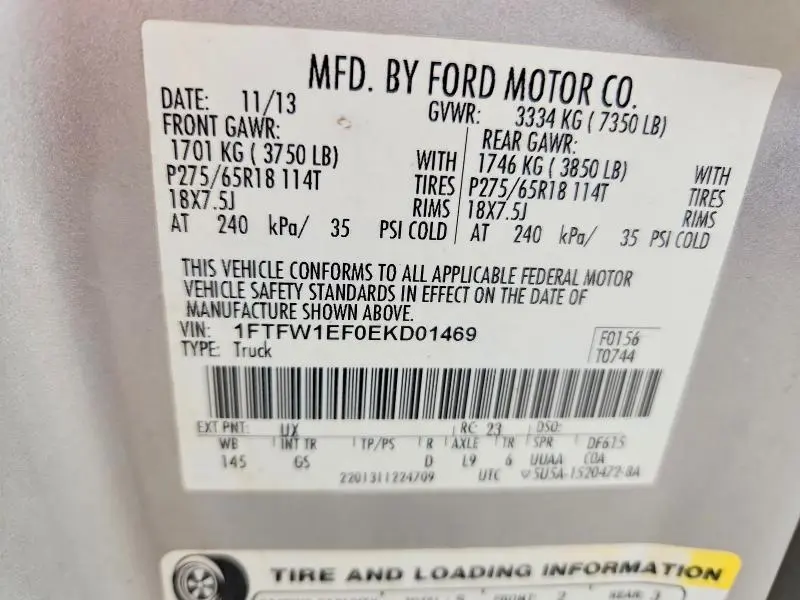 MFD. BY FORD MOTOR CO.
DATE: 11/13 GVWR: 3334 KG ( 7350 LB)
FRONT GAWR: REAR GAWR:
1701 KG ( 3750 LB) WITH 1746 KG ( 3850 LB) WITH
P275/65R18 114T TIRES P275/65R18 114T TIRES
18X7.5J RIMS 18X7.5J RIMS
AT 240 kPa/ 35 PSI COLD AT 240 kPa/ 35 PSI COLD
THIS VEHICLE CONFORMS TO ALL APPLICABLE FEDERAL MOTOR
VEHICLE SAFETY STANDARDS IN EFFECT ON THE DATE OF
MANUFACTURE SHOWN ABOVE.
VIN: 1FTFW1EF0EKD01469 F0156
TYPE: Truck T0744
EXT PNT: UX RC: 23 DSO:
WB INT TR TP/PS R AXLE TR SPR DF615
145 GS D L9 6 UUAA COA
2201311224709 UTC 5U5A-1520472-BA
TIRE AND LOADING INFORMATION